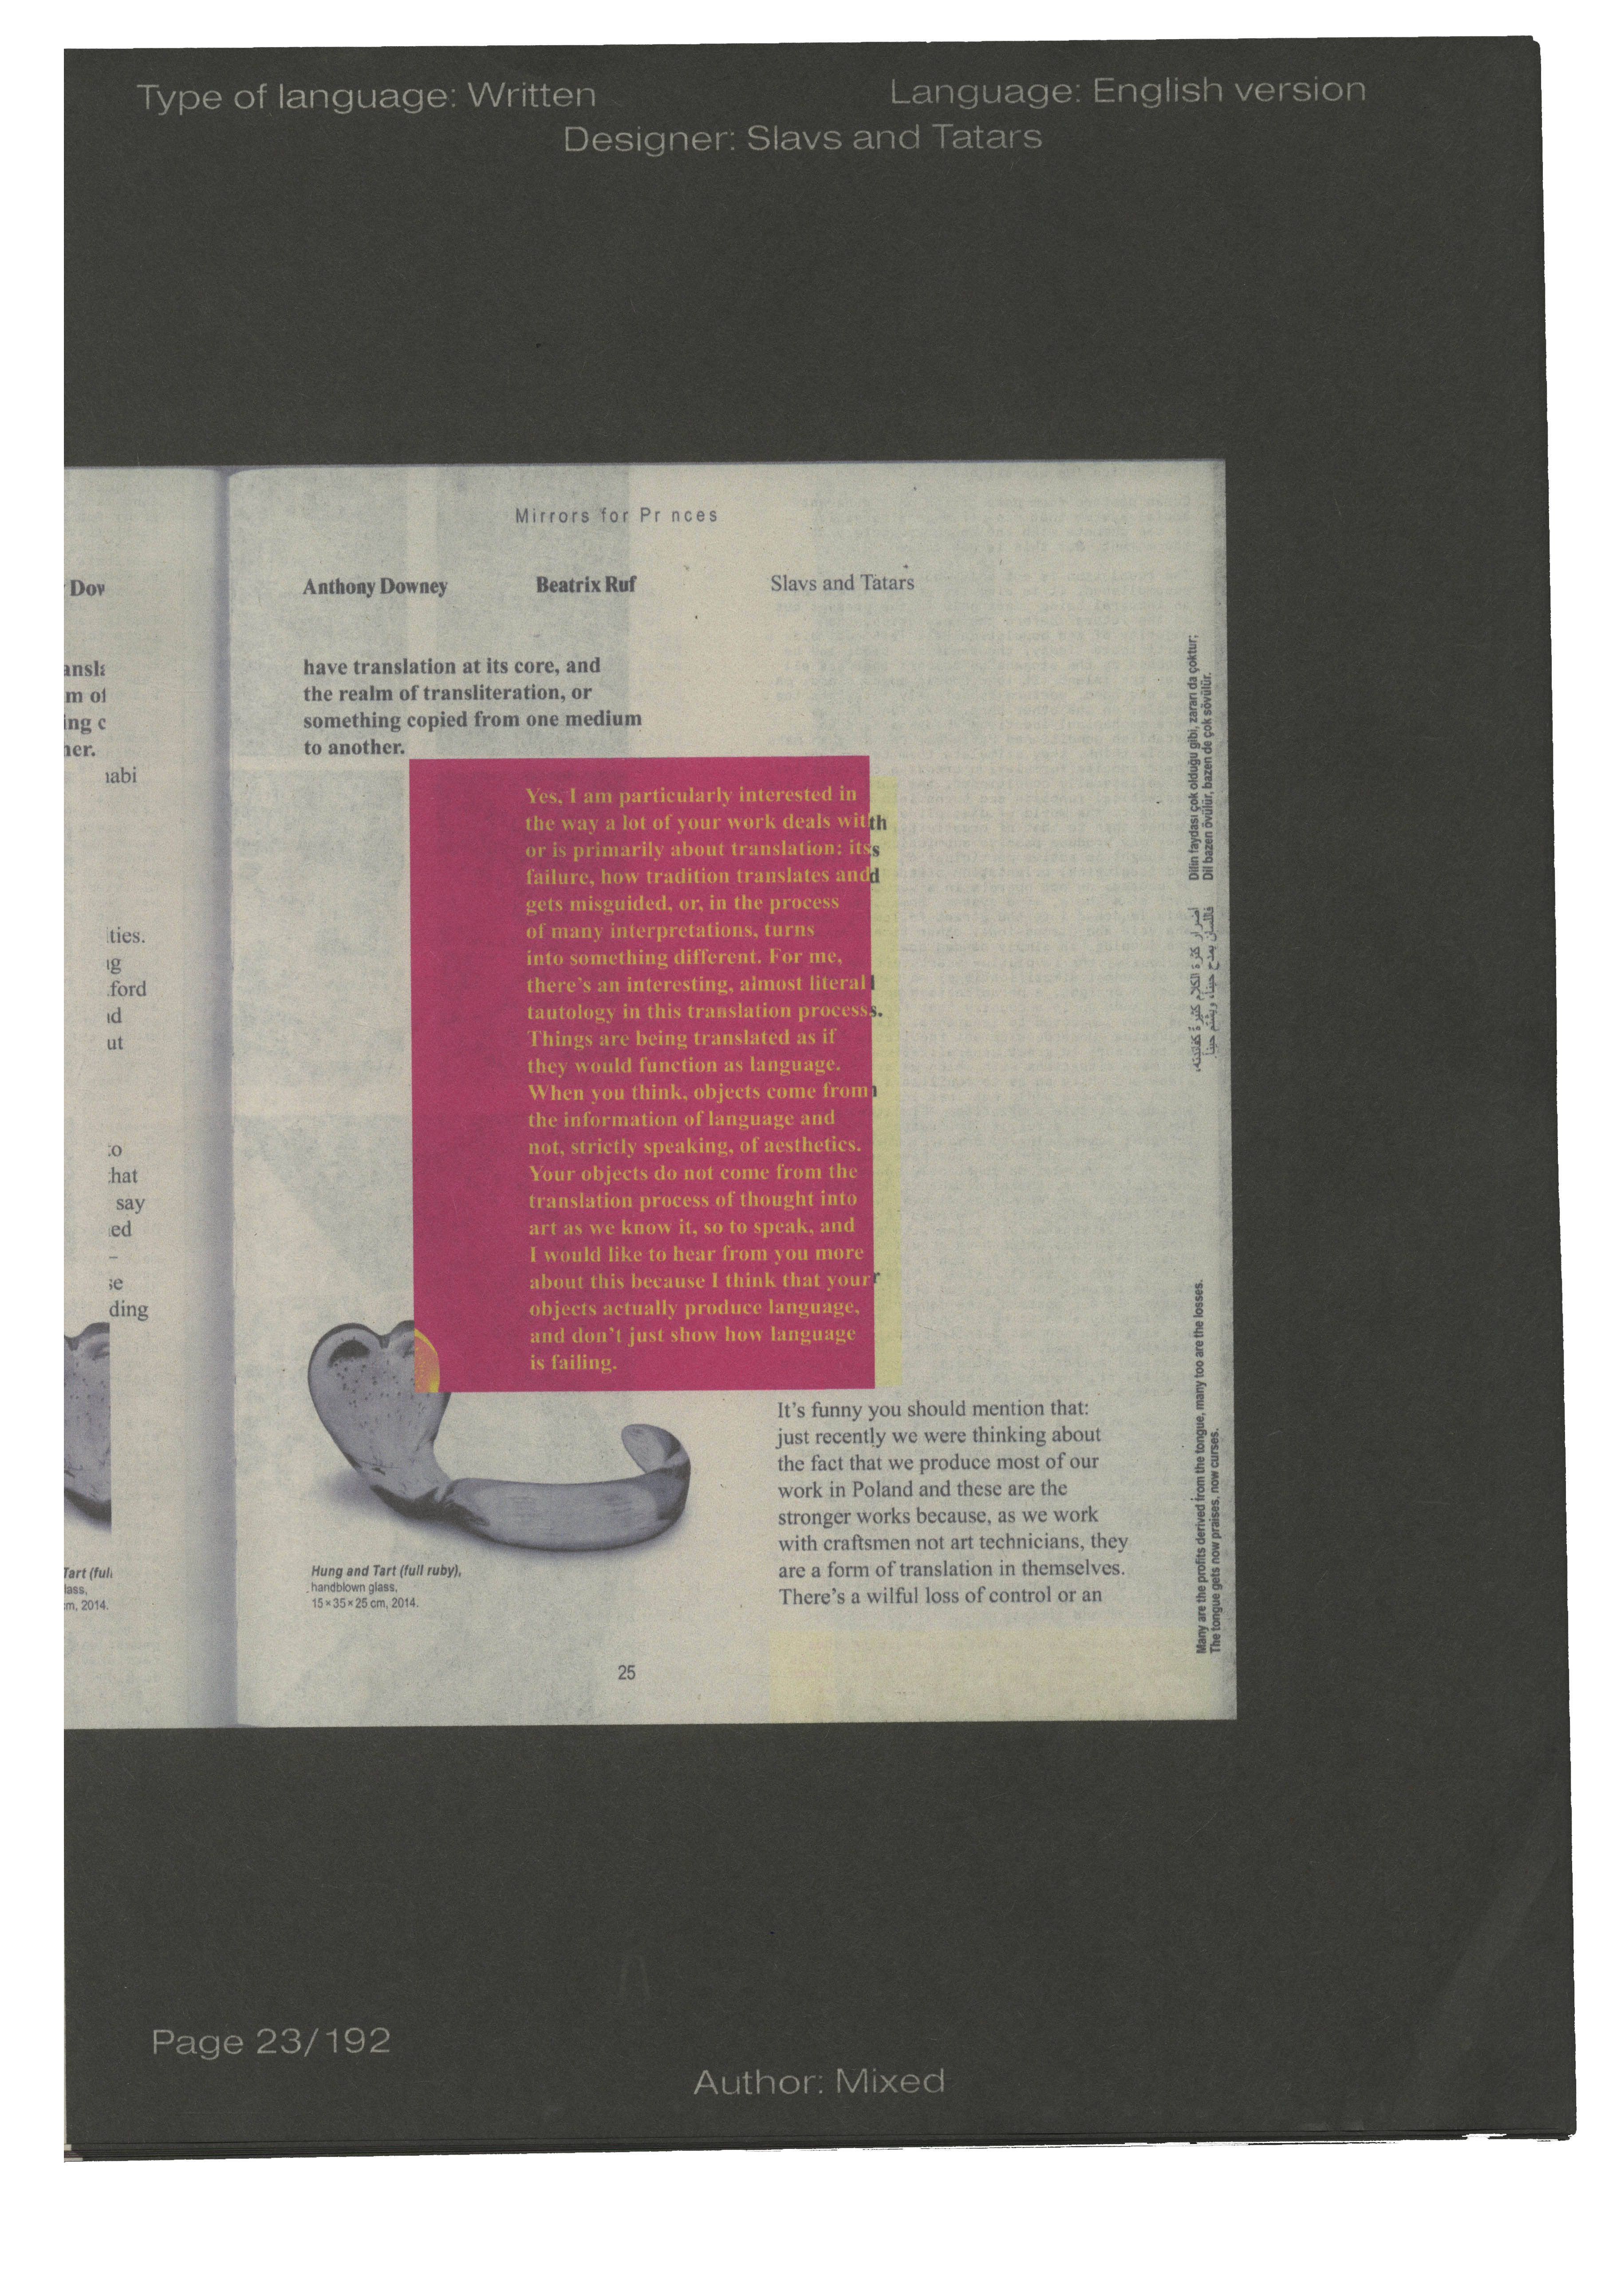 Type of language: Written
Language: English version
Designer: Slavs and Tatars
Mirrors for Pr nces
Dow
Anthony Downey
Beatrix Ruf
Slavs and Tatars
m of
ing c
her.
ties.
ford
ut
hat
say
ed
ding
have translation at its core, and
the realm of transliteration, or
something copied from one medium
to another.
Yes, I am particularly interested in
the way a lot of your work deals with
or is primarily about translation: its
failure, how tradition translates and
gets misguided, or, in the process
of many interpretations, turns
into something different. For me,
there's an interesting, almost literal
tautology in this translation process.
Things are being translated as if
they would function as language.
When you think, objects come from
the information of language and
not, strictly speaking, of aesthetics.
Your objects do not come from the
translation process of thought into
art as we know it, so to speak, and
I would like to hear from you more
about this because I think that your
objects actually produce language,
and don't just show how language
is failing.
It's funny you should mention that:
just recently we were thinking about
the fact that we produce most of our
work in Poland and these are the
stronger works because, as we work
with craftsmen not art technicians, they
are a form of translation in themselves.
There's a wilful loss of control or an
Tart (full
lass,
m, 2014.
Hung and Tart (full ruby),
handblown glass,
15 × 35 × 25 cm, 2014.
25
Dilin faydası çok olduğu gibi, zararı da çoktur;
Dil bazen övülür, bazen de çok sövülür.
أضرار كثرة الكلام كثيرة كفائدته،
فاللسان يمدح حيناً، ويشتم حيناً.
Many are the profits derived from the tongue, many too are the losses.
The tongue gets now praises, now curses.
Page 23/192
Author: Mixed